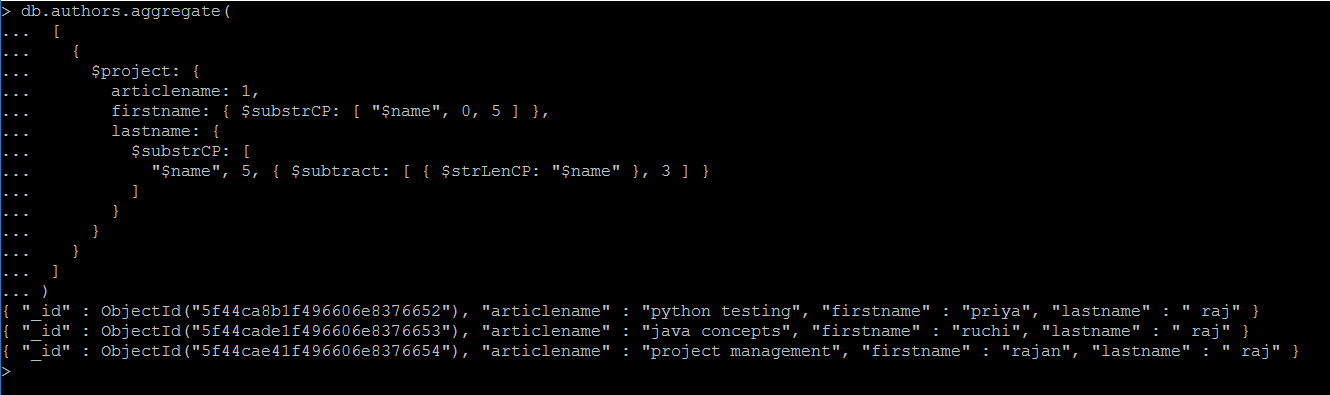 > db.authors.aggregate(
...  [
...    {
...      $project: {
...        articlename: 1,
...        firstname: { $substrCP: [ "$name", 0, 5 ] },
...        lastname: {
...          $substrCP: [
...            "$name", 5, { $subtract: [ { $strLenCP: "$name" }, 3 ] }
...          ]
...        }
...      }
...    }
...  ]
... )
{ "_id" : ObjectId("5f44ca8b1f496606e8376652"), "articlename" : "python testing", "firstname" : "priya", "lastname" : " raj" }
{ "_id" : ObjectId("5f44cade1f496606e8376653"), "articlename" : "java concepts", "firstname" : "ruchi", "lastname" : " raj" }
{ "_id" : ObjectId("5f44cae41f496606e8376654"), "articlename" : "project management", "firstname" : "rajan", "lastname" : " raj" }
>